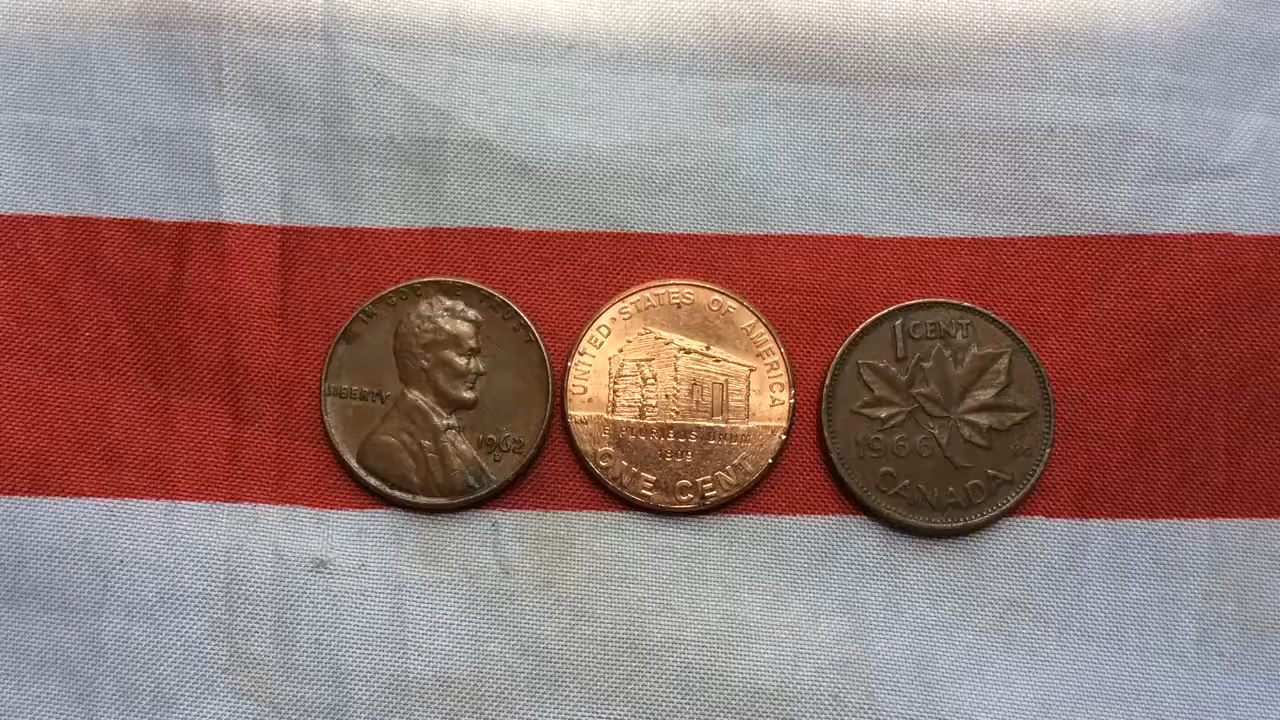 IN GOD WE TRUST
LIBERTY
1962
D
UNITED STATES OF AMERICA
E PLURIBUS UNUM
1809
ONE CENT
1 CENT
1966
CANADA